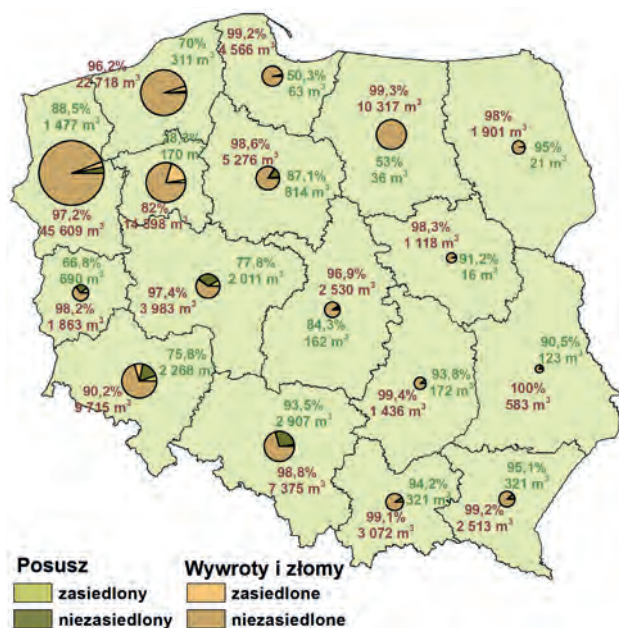 99,2%
4 566 m³
70%
311 m³
96,2%
22 718 m³
50,3%
63 m³
99,3%
10 317 m³
98%
1 901 m³
88,5%
1 477 m³
170 m³
98,6%
5 276 m³
95%
21 m³
53%
36 m³
87,1%
814 m³
97,2%
45 609 m³
82%
14 898 m³
98,3%
1 118 m³
91,2%
16 m³
66,8%
690 m³
77,8%
2 011 m³
96,9%
2 530 m³
98,2%
1 863 m³
97,4%
3 983 m³
84,3%
162 m³
90,5%
123 m³
75,8%
2 268 m
93,8%
172 m³
90,2%
9 715 m³
99,4%
1 436 m³
100%
583 m³
93,5%
2 907 m³
98,8%
7 375 m³
94,2%
321 m³
95,1%
321 m³
99,1%
3 072 m³
99,2%
2 513 m³
Posusz Wywroty i złomy
zasiedlony zasiedlone
niezasiedlony niezasiedlone